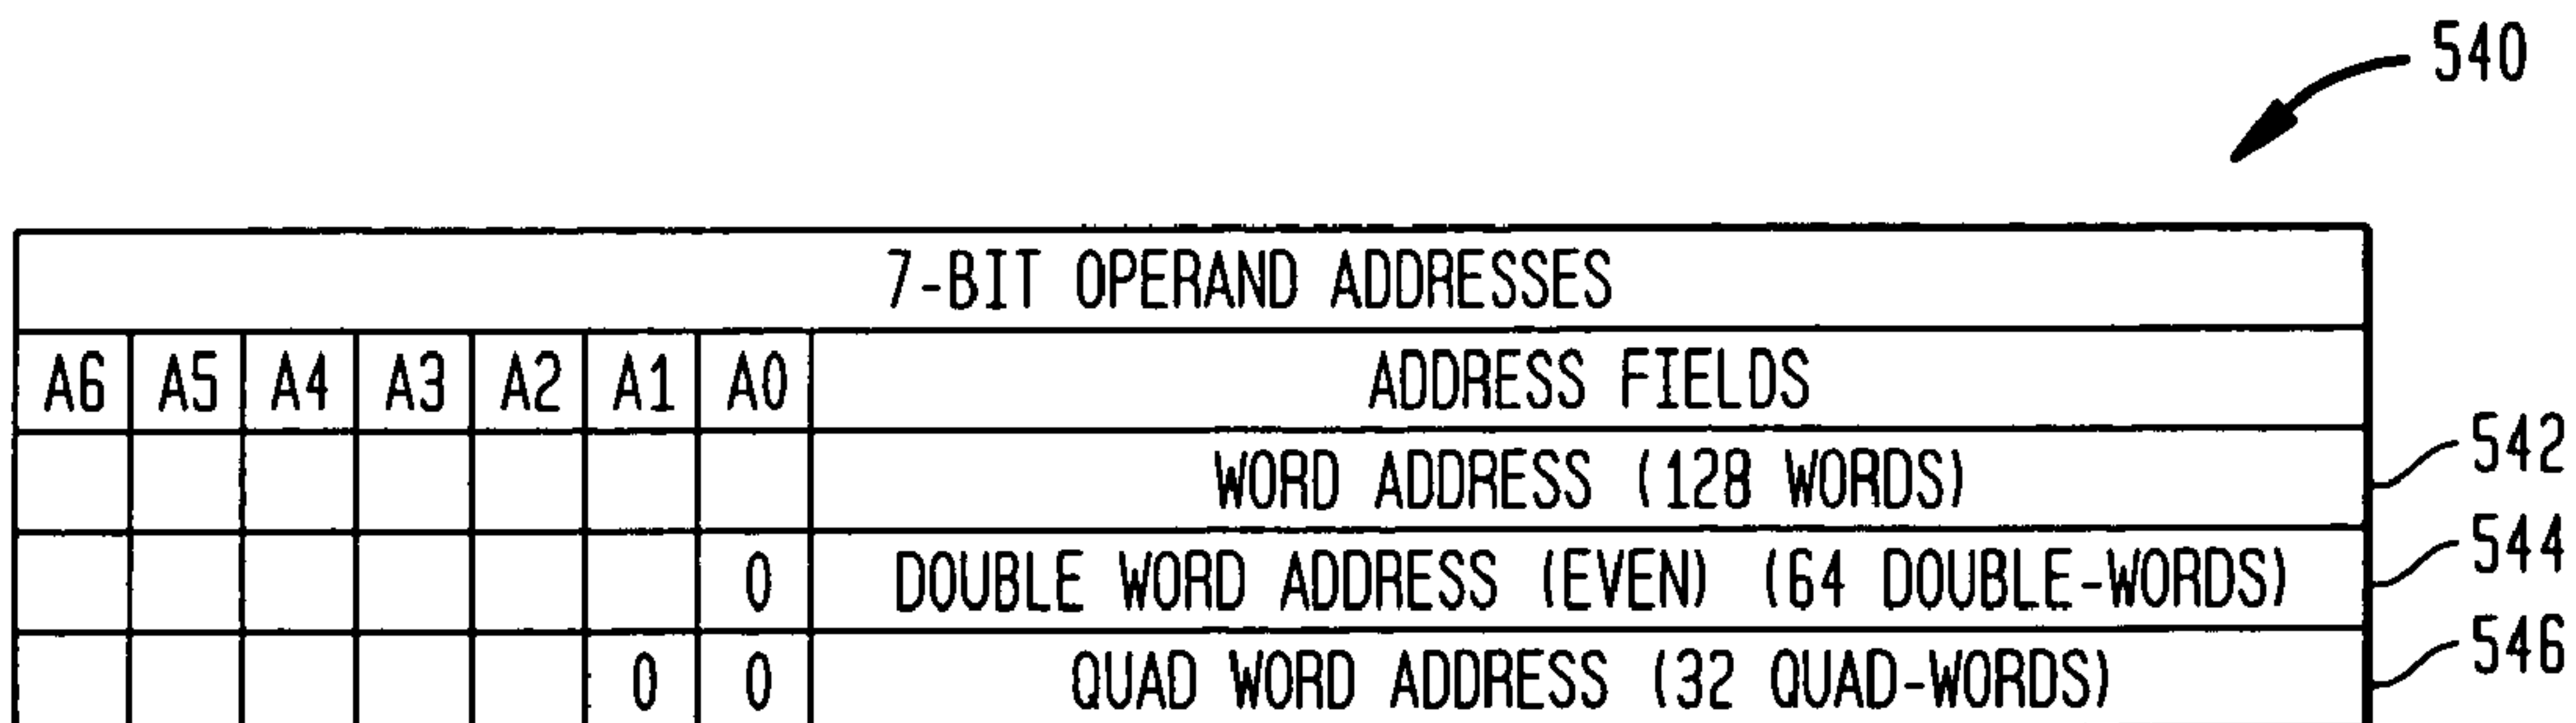 540
7-BIT OPERAND ADDRESSES
A6 A5 A4 A3 A2 A1 A0 ADDRESS FIELDS
WORD ADDRESS (128 WORDS) 542
0 DOUBLE WORD ADDRESS (EVEN) (64 DOUBLE-WORDS) 544
0 0 QUAD WORD ADDRESS (32 QUAD-WORDS) 546